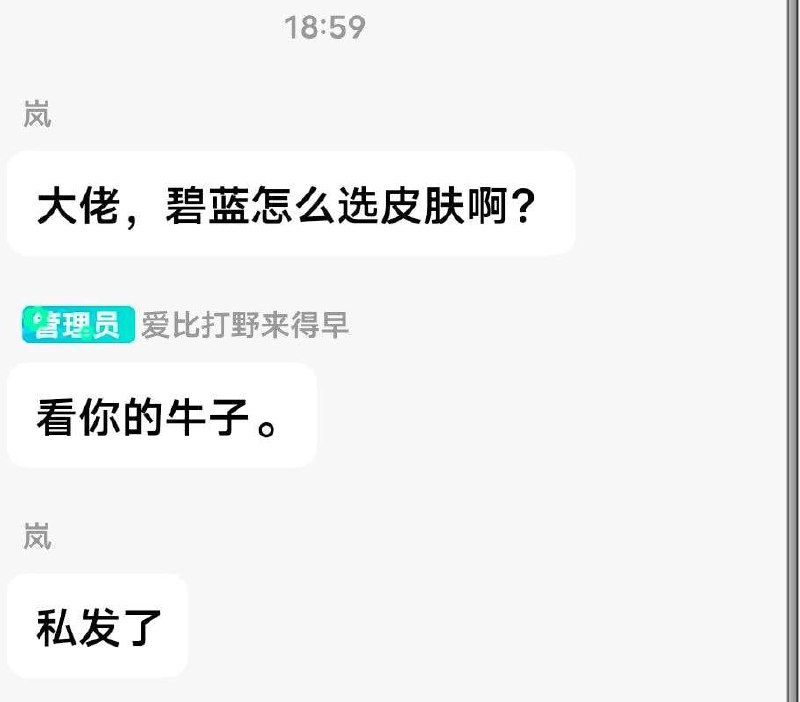 18:59
岚
大佬，碧蓝怎么选皮肤啊？
管理员 爱比打野来得早
看你的牛子。
岚
私发了